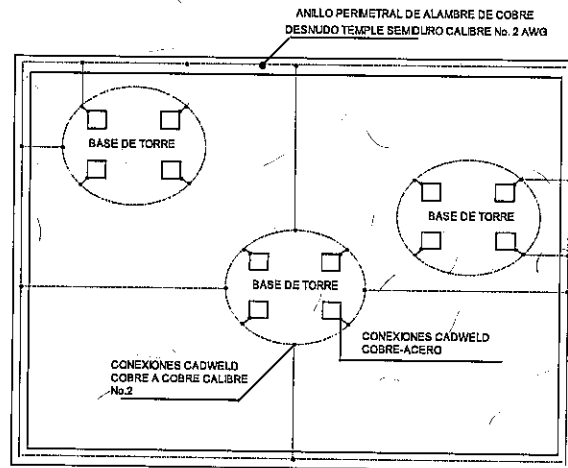 ANILLO PERIMETRAL DE ALAMBRE DE COBRE
DESNUDO TEMPLE SEMIDURO CALIBRE No. 2 AWG
BASE DE TORRE
BASE DE TORRE
BASE DE TORRE
CONEXIONES CADWELD
COBRE-ACERO
CONEXIONES CADWELD
COBRE A COBRE CALIBRE
No.2